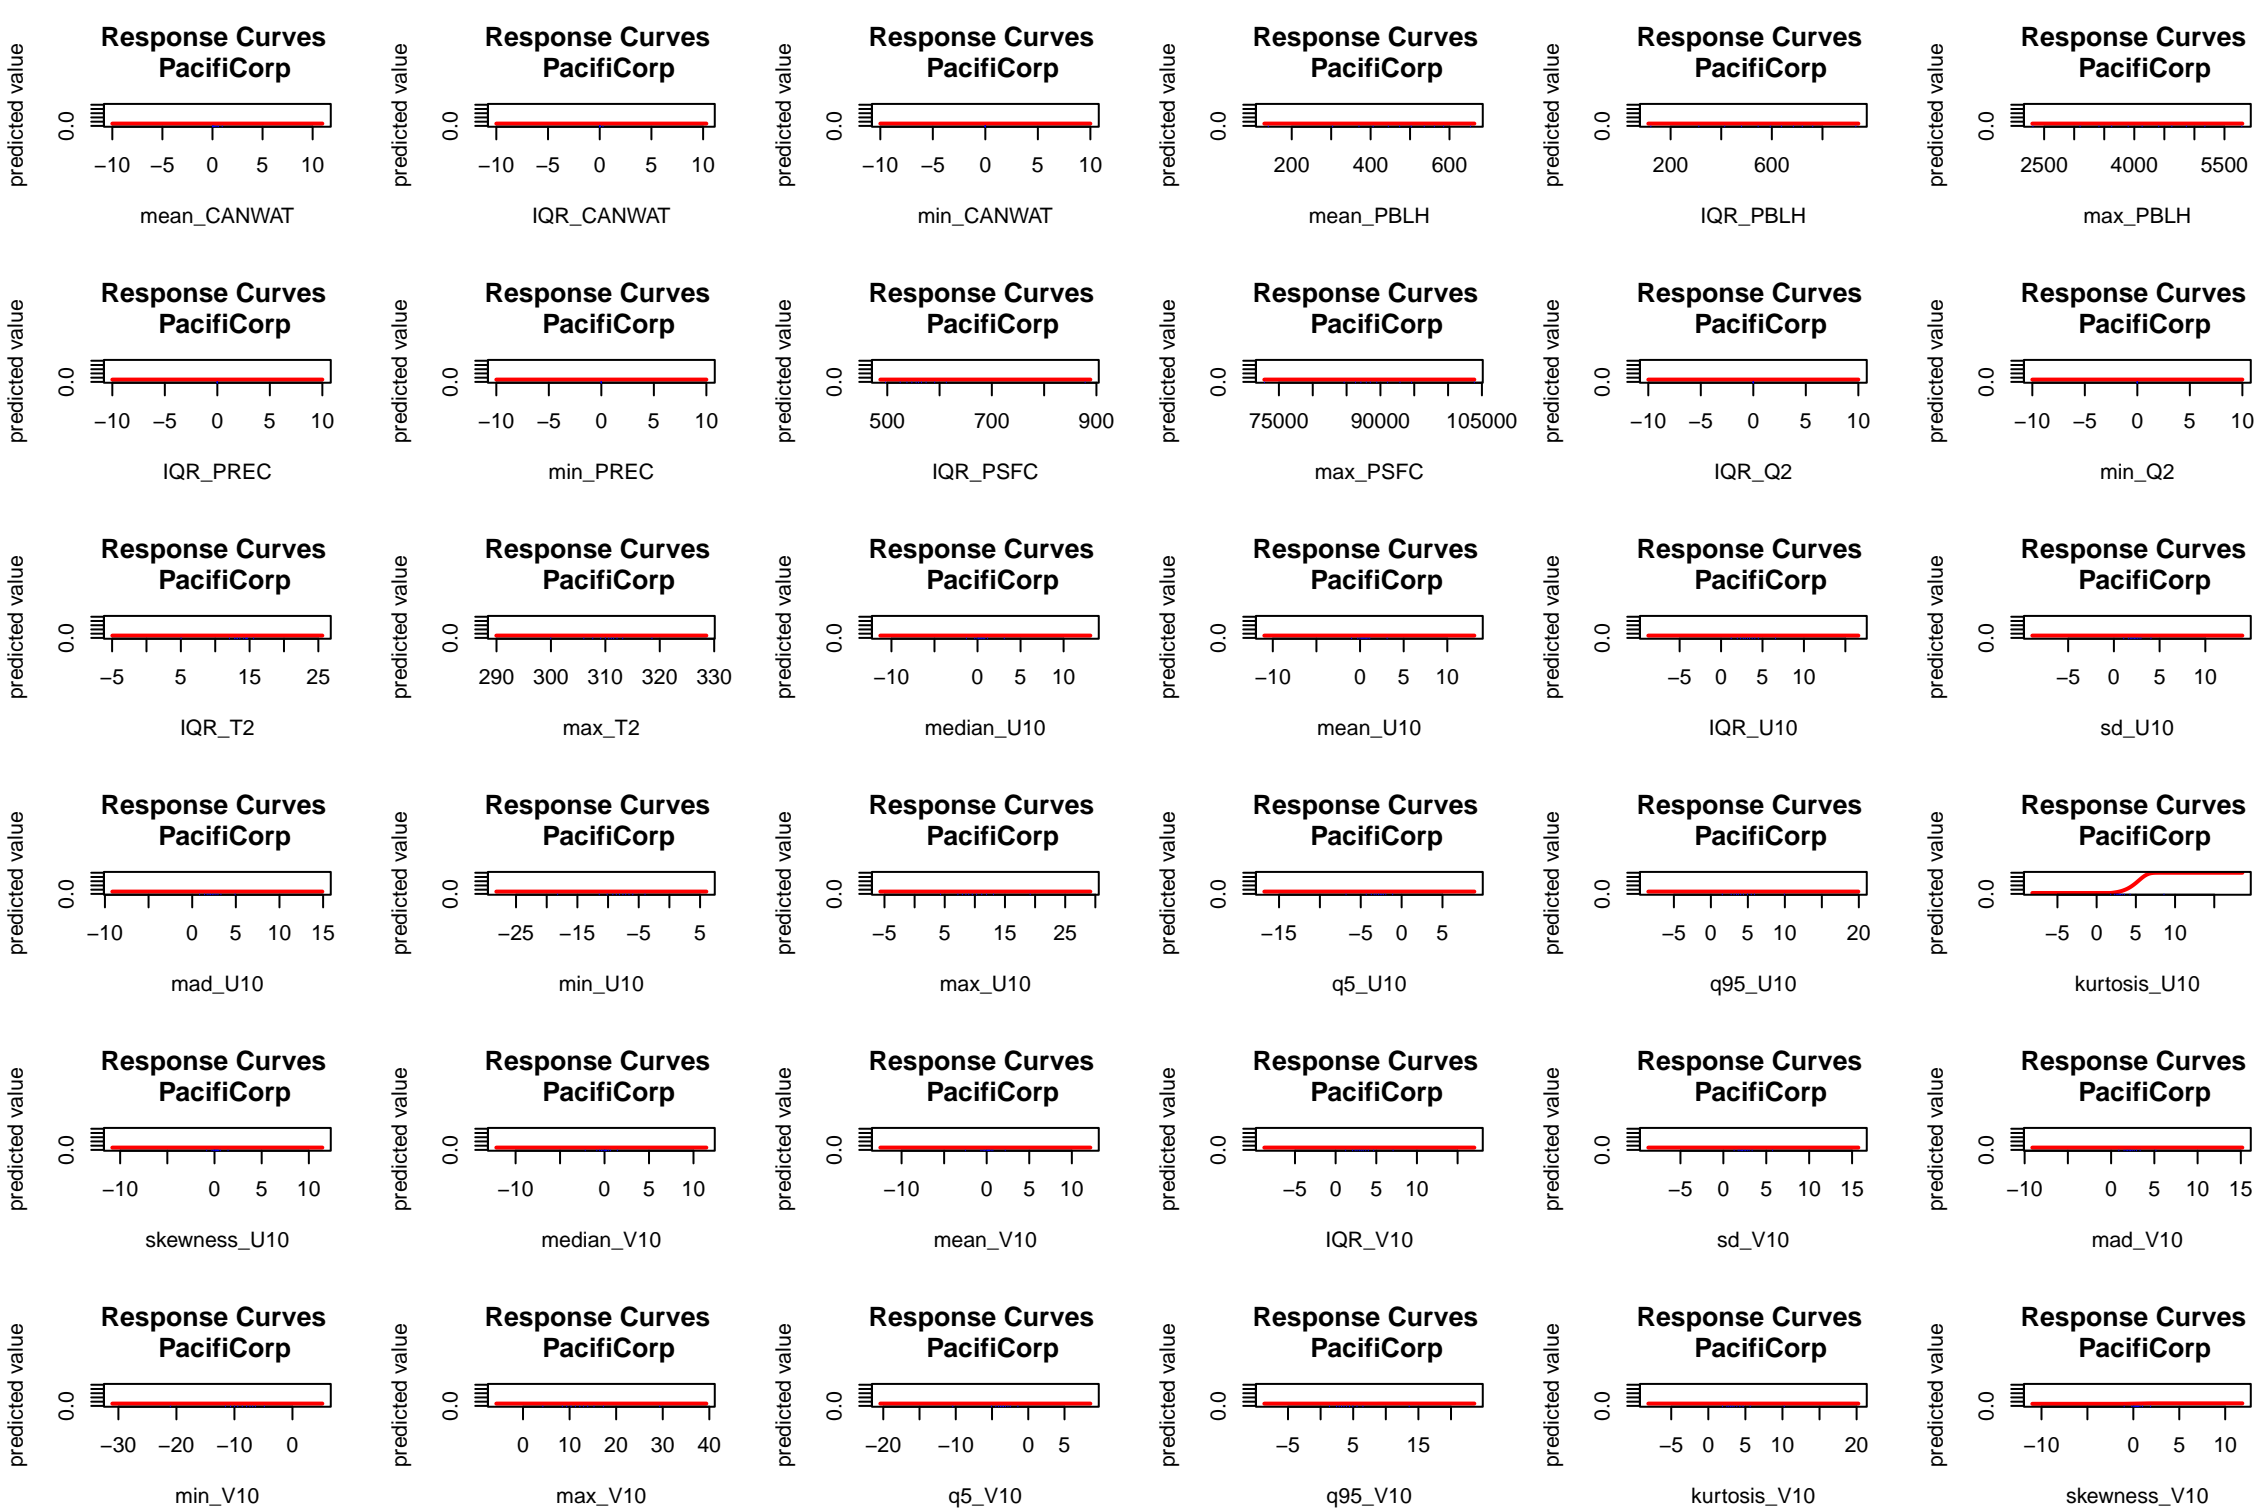 Response Curves
PacifiCorp
predicted value
0.0
−10 −5 0 5 10
mean_CANWAT
Response Curves
PacifiCorp
predicted value
0.0
−10 −5 0 5 10
IQR_CANWAT
Response Curves
PacifiCorp
predicted value
0.0
−10 −5 0 5 10
min_CANWAT
Response Curves
PacifiCorp
predicted value
0.0
200 400 600
mean_PBLH
Response Curves
PacifiCorp
predicted value
0.0
200 600
IQR_PBLH
Response Curves
PacifiCorp
predicted value
0.0
2500 4000 5500
max_PBLH
Response Curves
PacifiCorp
predicted value
0.0
−10 −5 0 5 10
IQR_PREC
Response Curves
PacifiCorp
predicted value
0.0
−10 −5 0 5 10
min_PREC
Response Curves
PacifiCorp
predicted value
0.0
500 700 900
IQR_PSFC
Response Curves
PacifiCorp
predicted value
0.0
75000 90000 105000
max_PSFC
Response Curves
PacifiCorp
predicted value
0.0
−10 −5 0 5 10
IQR_Q2
Response Curves
PacifiCorp
predicted value
0.0
−10 −5 0 5 10
min_Q2
Response Curves
PacifiCorp
predicted value
0.0
−5 5 15 25
IQR_T2
Response Curves
PacifiCorp
predicted value
0.0
290 300 310 320 330
max_T2
Response Curves
PacifiCorp
predicted value
0.0
−10 0 5 10
median_U10
Response Curves
PacifiCorp
predicted value
0.0
−10 0 5 10
mean_U10
Response Curves
PacifiCorp
predicted value
0.0
−5 0 5 10
IQR_U10
Response Curves
PacifiCorp
predicted value
0.0
−5 0 5 10
sd_U10
Response Curves
PacifiCorp
predicted value
0.0
−10 0 5 10 15
mad_U10
Response Curves
PacifiCorp
predicted value
0.0
−25 −15 −5 5
min_U10
Response Curves
PacifiCorp
predicted value
0.0
−5 5 15 25
max_U10
Response Curves
PacifiCorp
predicted value
0.0
−15 −5 0 5
q5_U10
Response Curves
PacifiCorp
predicted value
0.0
−5 0 5 10 20
q95_U10
Response Curves
PacifiCorp
predicted value
0.0
−5 0 5 10
kurtosis_U10
Response Curves
PacifiCorp
predicted value
0.0
−10 0 5 10
skewness_U10
Response Curves
PacifiCorp
predicted value
0.0
−10 0 5 10
median_V10
Response Curves
PacifiCorp
predicted value
0.0
−10 0 5 10
mean_V10
Response Curves
PacifiCorp
predicted value
0.0
−5 0 5 10
IQR_V10
Response Curves
PacifiCorp
predicted value
0.0
−5 0 5 10 15
sd_V10
Response Curves
PacifiCorp
predicted value
0.0
−10 0 5 10 15
mad_V10
Response Curves
PacifiCorp
predicted value
0.0
−30 −20 −10 0
min_V10
Response Curves
PacifiCorp
predicted value
0.0
0 10 20 30 40
max_V10
Response Curves
PacifiCorp
predicted value
0.0
−20 −10 0 5
q5_V10
Response Curves
PacifiCorp
predicted value
0.0
−5 5 15
q95_V10
Response Curves
PacifiCorp
predicted value
0.0
−5 0 5 10 20
kurtosis_V10
Response Curves
PacifiCorp
predicted value
0.0
−10 0 5 10
skewness_V10